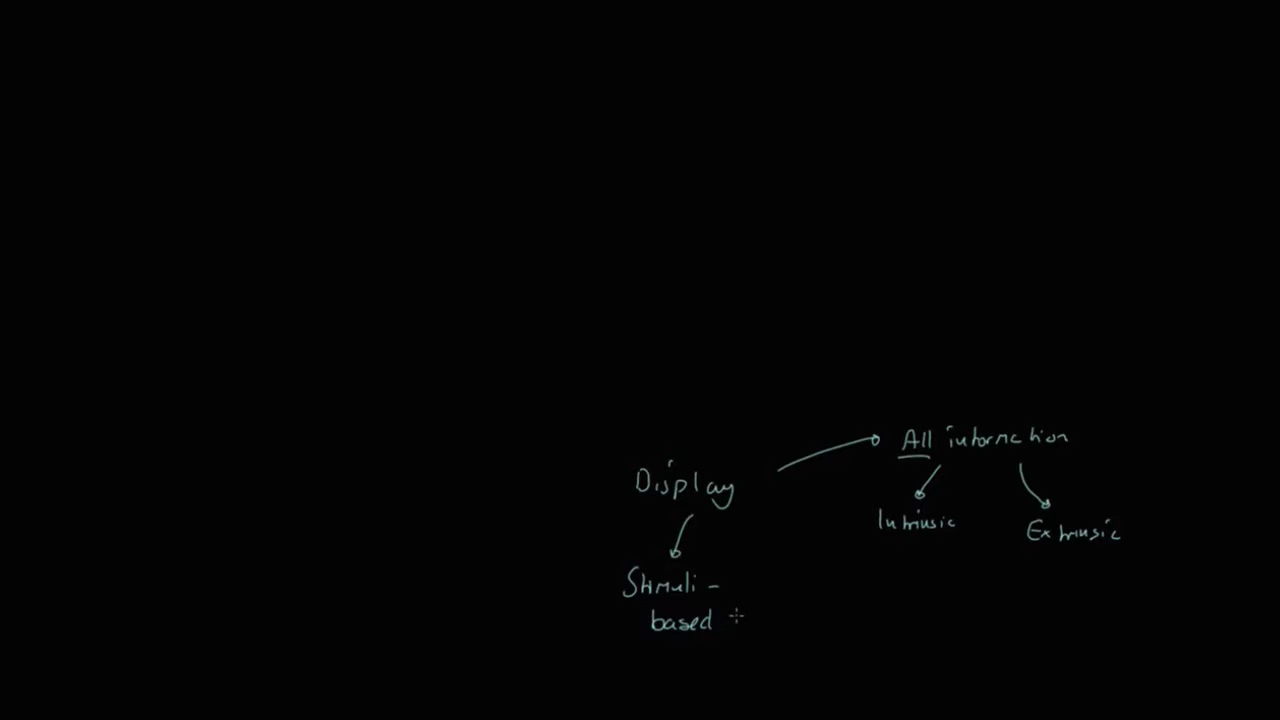 All information
Display
Intrinsic
Extrinsic
Stimuli -
based